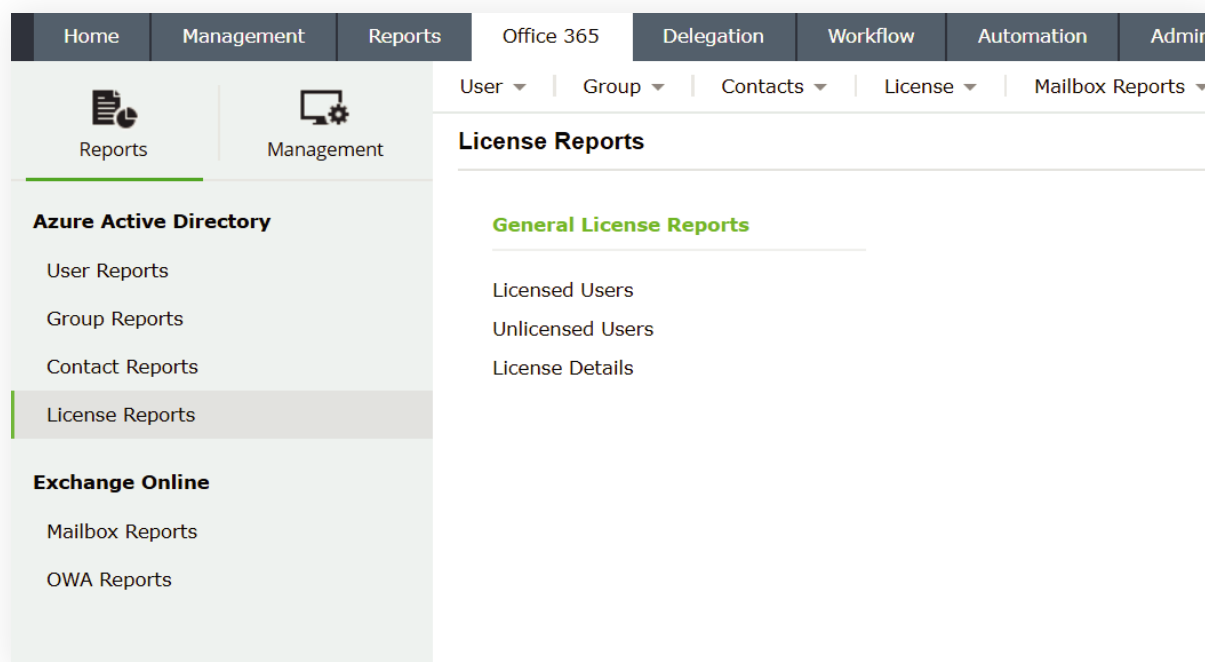 Home Management Reports Office 365 Delegation Workflow Automation
User Group Contacts License Mailbox Reports
Reports Management
License Reports
Azure Active Directory
User Reports
Group Reports
Contact Reports
License Reports
Exchange Online
Mailbox Reports
OWA Reports
General License Reports
Licensed Users
Unlicensed Users
License Details